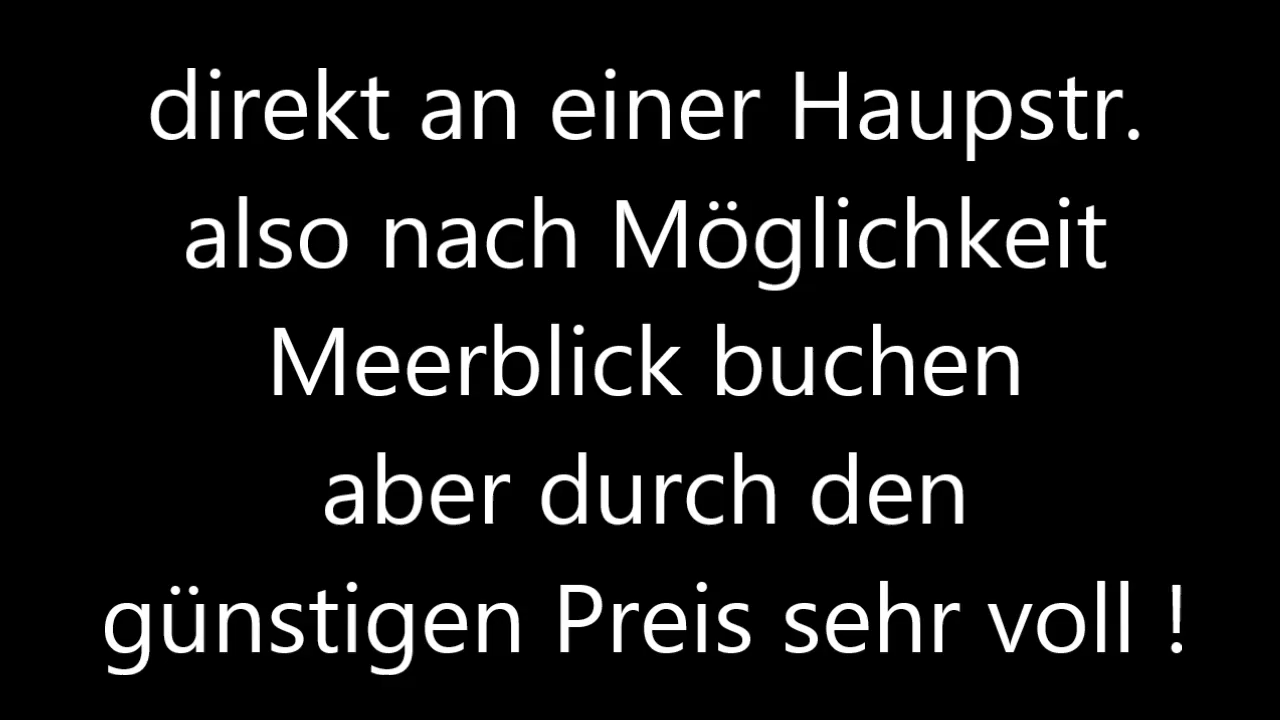 direkt an einer Haupstr.
also nach Möglichkeit
Meerblick buchen
aber durch den
günstigen Preis sehr voll !